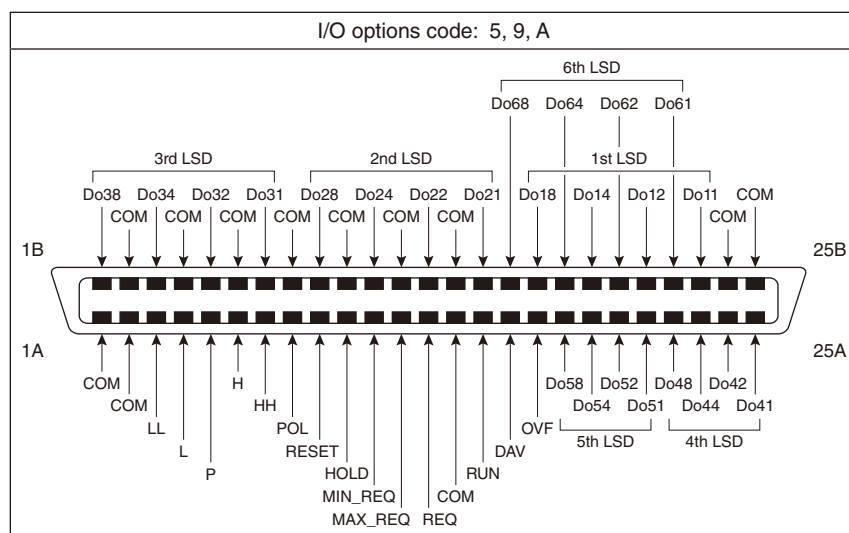 I/O options code: 5, 9, A
6th LSD
Do68 Do64 Do62 Do61
3rd LSD 2nd LSD 1st LSD
Do38 Do34 Do32 Do31 Do28 Do24 Do22 Do21 Do18 Do14 Do12 Do11 COM
COM COM COM COM COM COM COM COM
1B 25B
1A 25A
COM H Do58 Do52 Do48 Do42
COM HH Do54 Do51 Do44 Do41
LL POL OVF 5th LSD 4th LSD
L RESET DAV
P HOLD RUN
MIN_REQ COM
MAX_REQ REQ